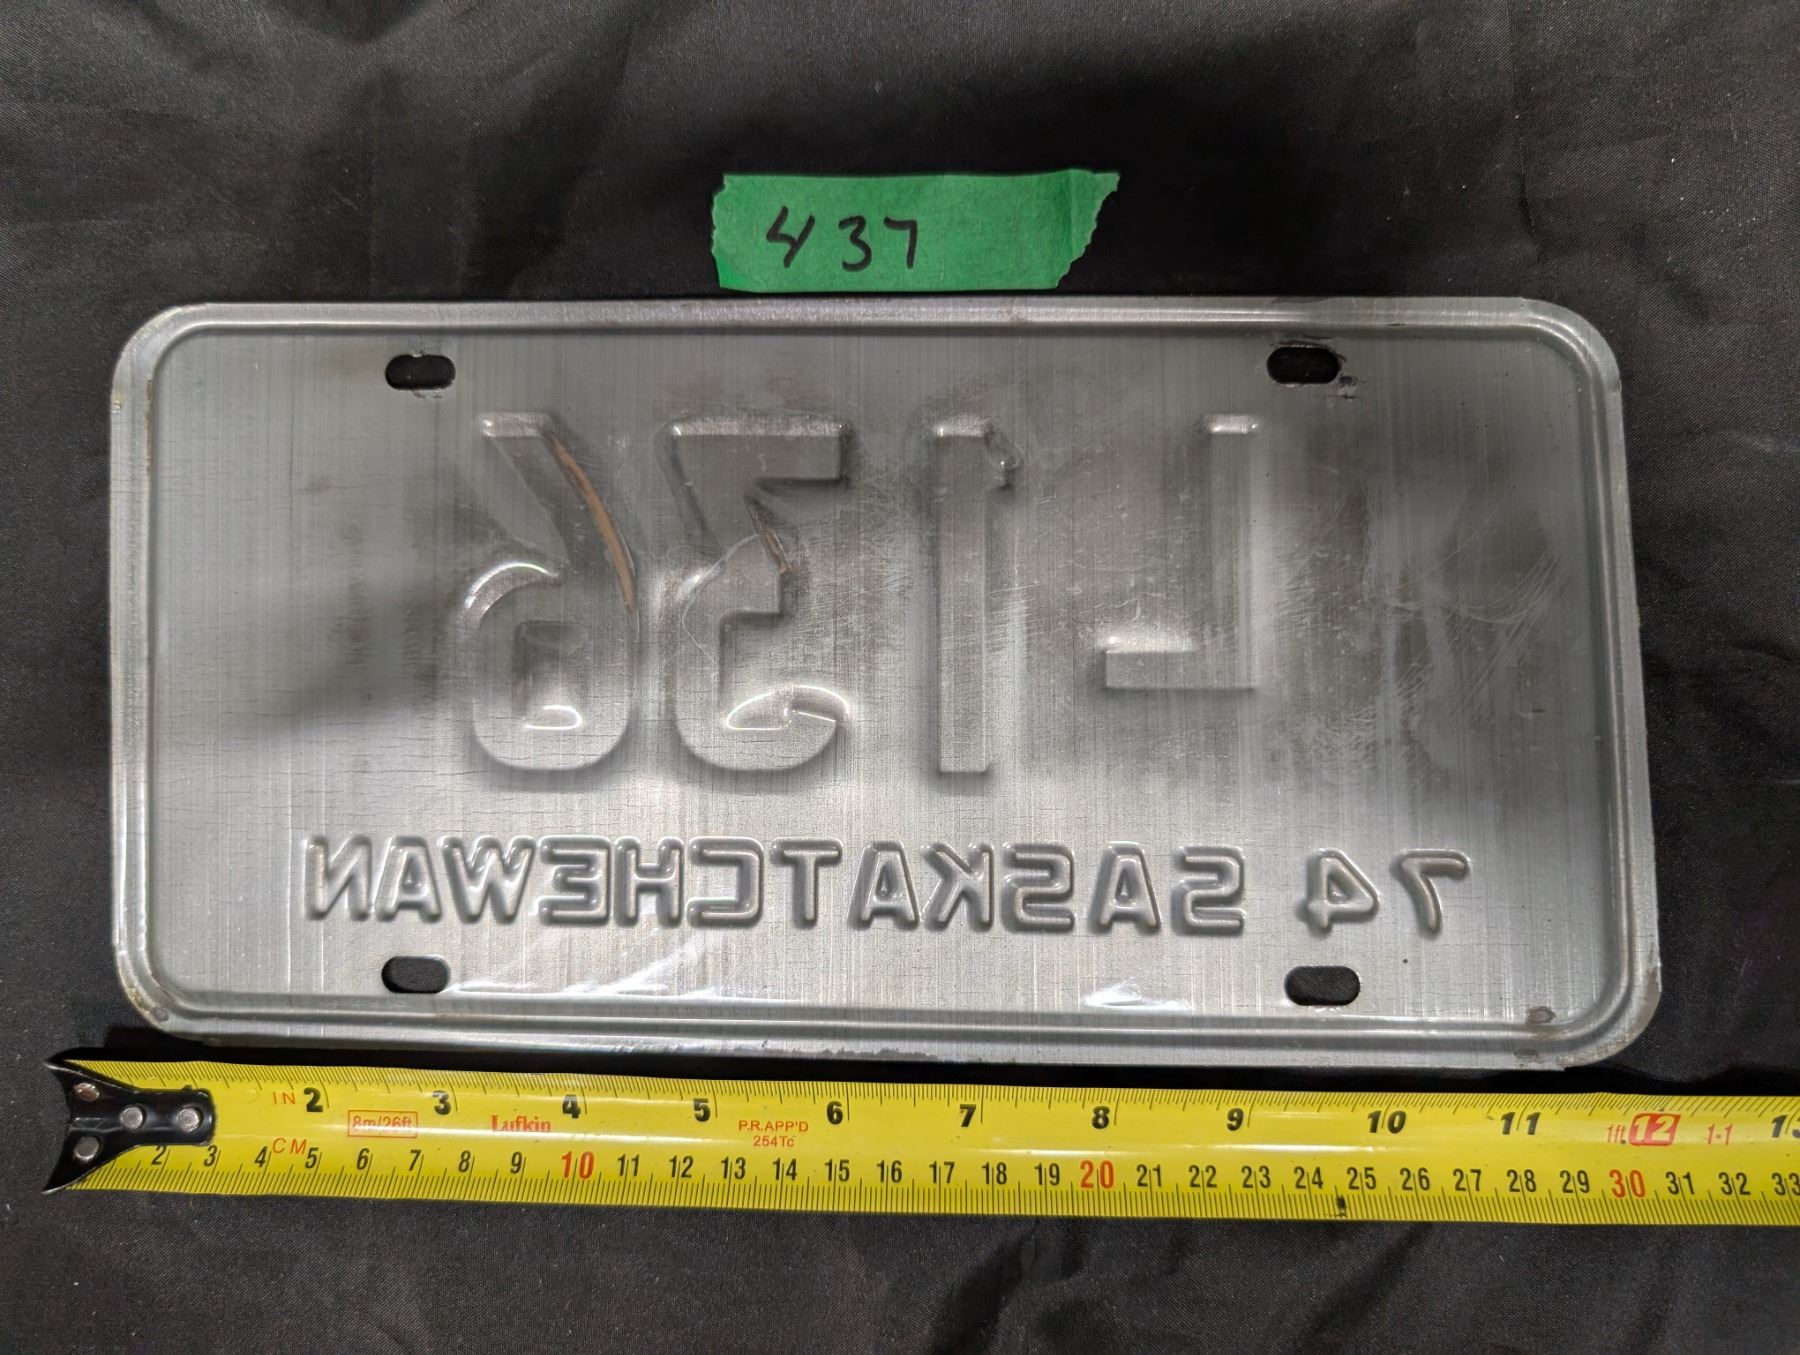 437
L 136
74 SASKATCHEWAN
IN 2 3 4 5 6 7 8 9 10 11 1ft 12 1-1 13
8m/26ft Lufkin P.R.APP'D
254Tc
CM 2 3 4 5 6 7 8 9 10 11 12 13 14 15 16 17 18 19 20 21 22 23 24 25 26 27 28 29 30 31 32 33